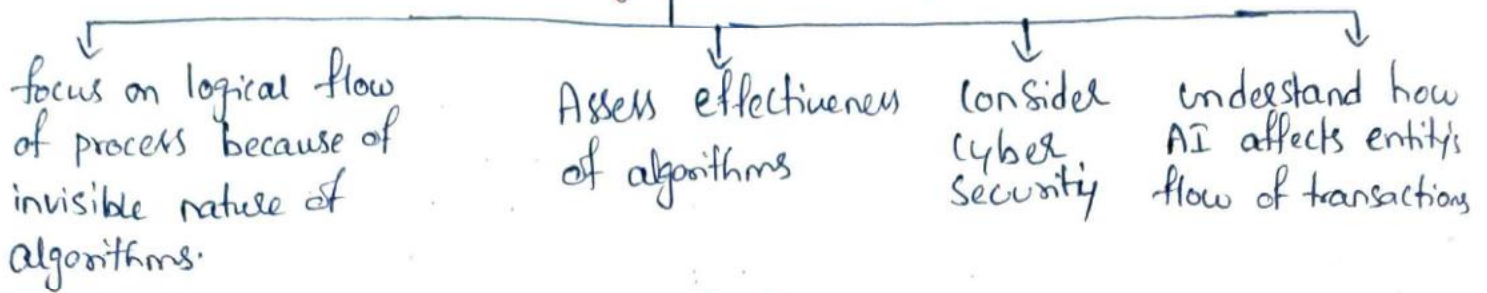 focus on logical flow
of process because of
invisible nature of
algorithms.
Assess effectiveness
of algorithms
Consider
Cyber
Security
understand how
AI affects entity's
flow of transactions